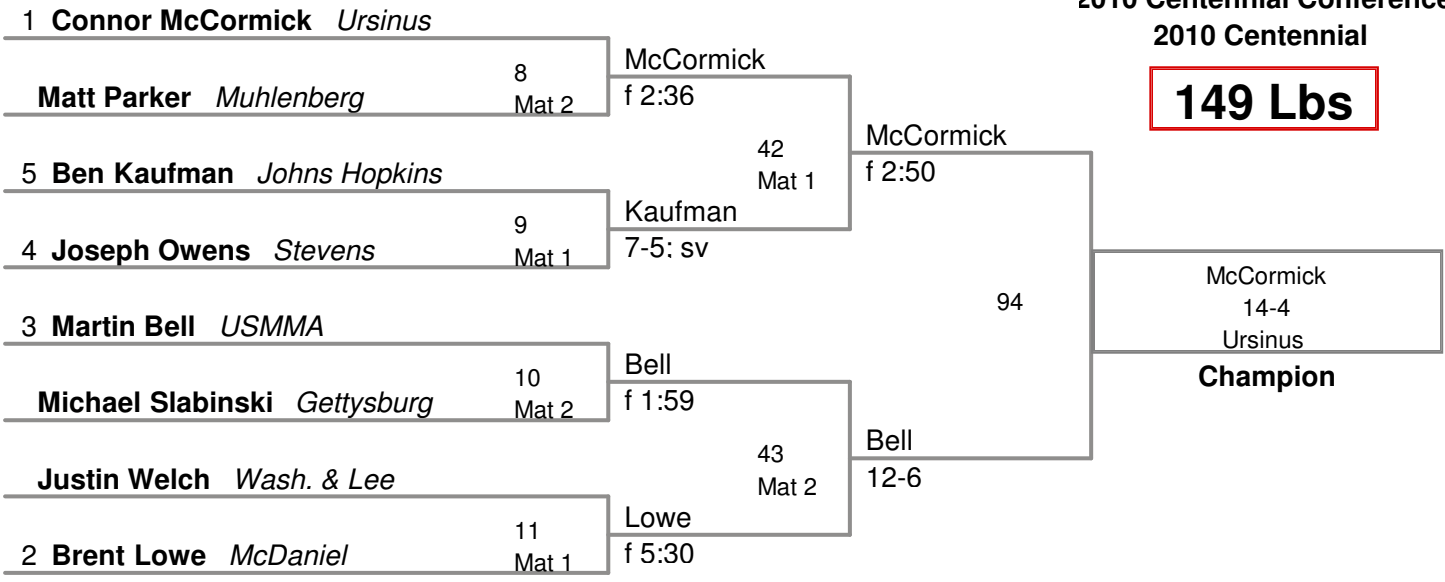 2010 Centennial Conference
2010 Centennial
149 Lbs
1 Connor McCormick Ursinus
8
Mat 2
Matt Parker Muhlenberg
McCormick
f 2:36
5 Ben Kaufman Johns Hopkins
9
Mat 1
4 Joseph Owens Stevens
Kaufman
7-5; sv
42
Mat 1
McCormick
f 2:50
3 Martin Bell USMMA
10
Mat 2
Michael Slabinski Gettysburg
Bell
f 1:59
Justin Welch Wash. & Lee
11
Mat 1
2 Brent Lowe McDaniel
Lowe
f 5:30
43
Mat 2
Bell
12-6
94
McCormick
14-4
Ursinus
Champion